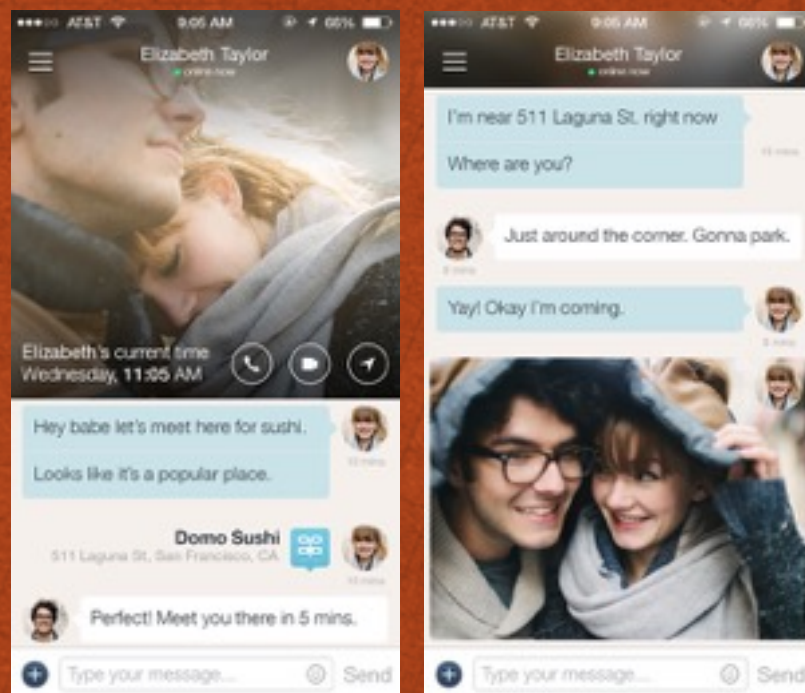 AT&T
9:05 AM
66%
Elizabeth Taylor
online now
Elizabeth's current time
Wednesday, 11:05 AM
Hey babe let's meet here for sushi.
Looks like it's a popular place.
Domo Sushi
511 Laguna St, San Francisco, CA
Perfect! Meet you there in 5 mins.
Type your message...
Send
AT&T
9:05 AM
66%
Elizabeth Taylor
online now
I'm near 511 Laguna St. right now
Where are you?
Just around the corner. Gonna park.
Yay! Okay I'm coming.
Type your message...
Send